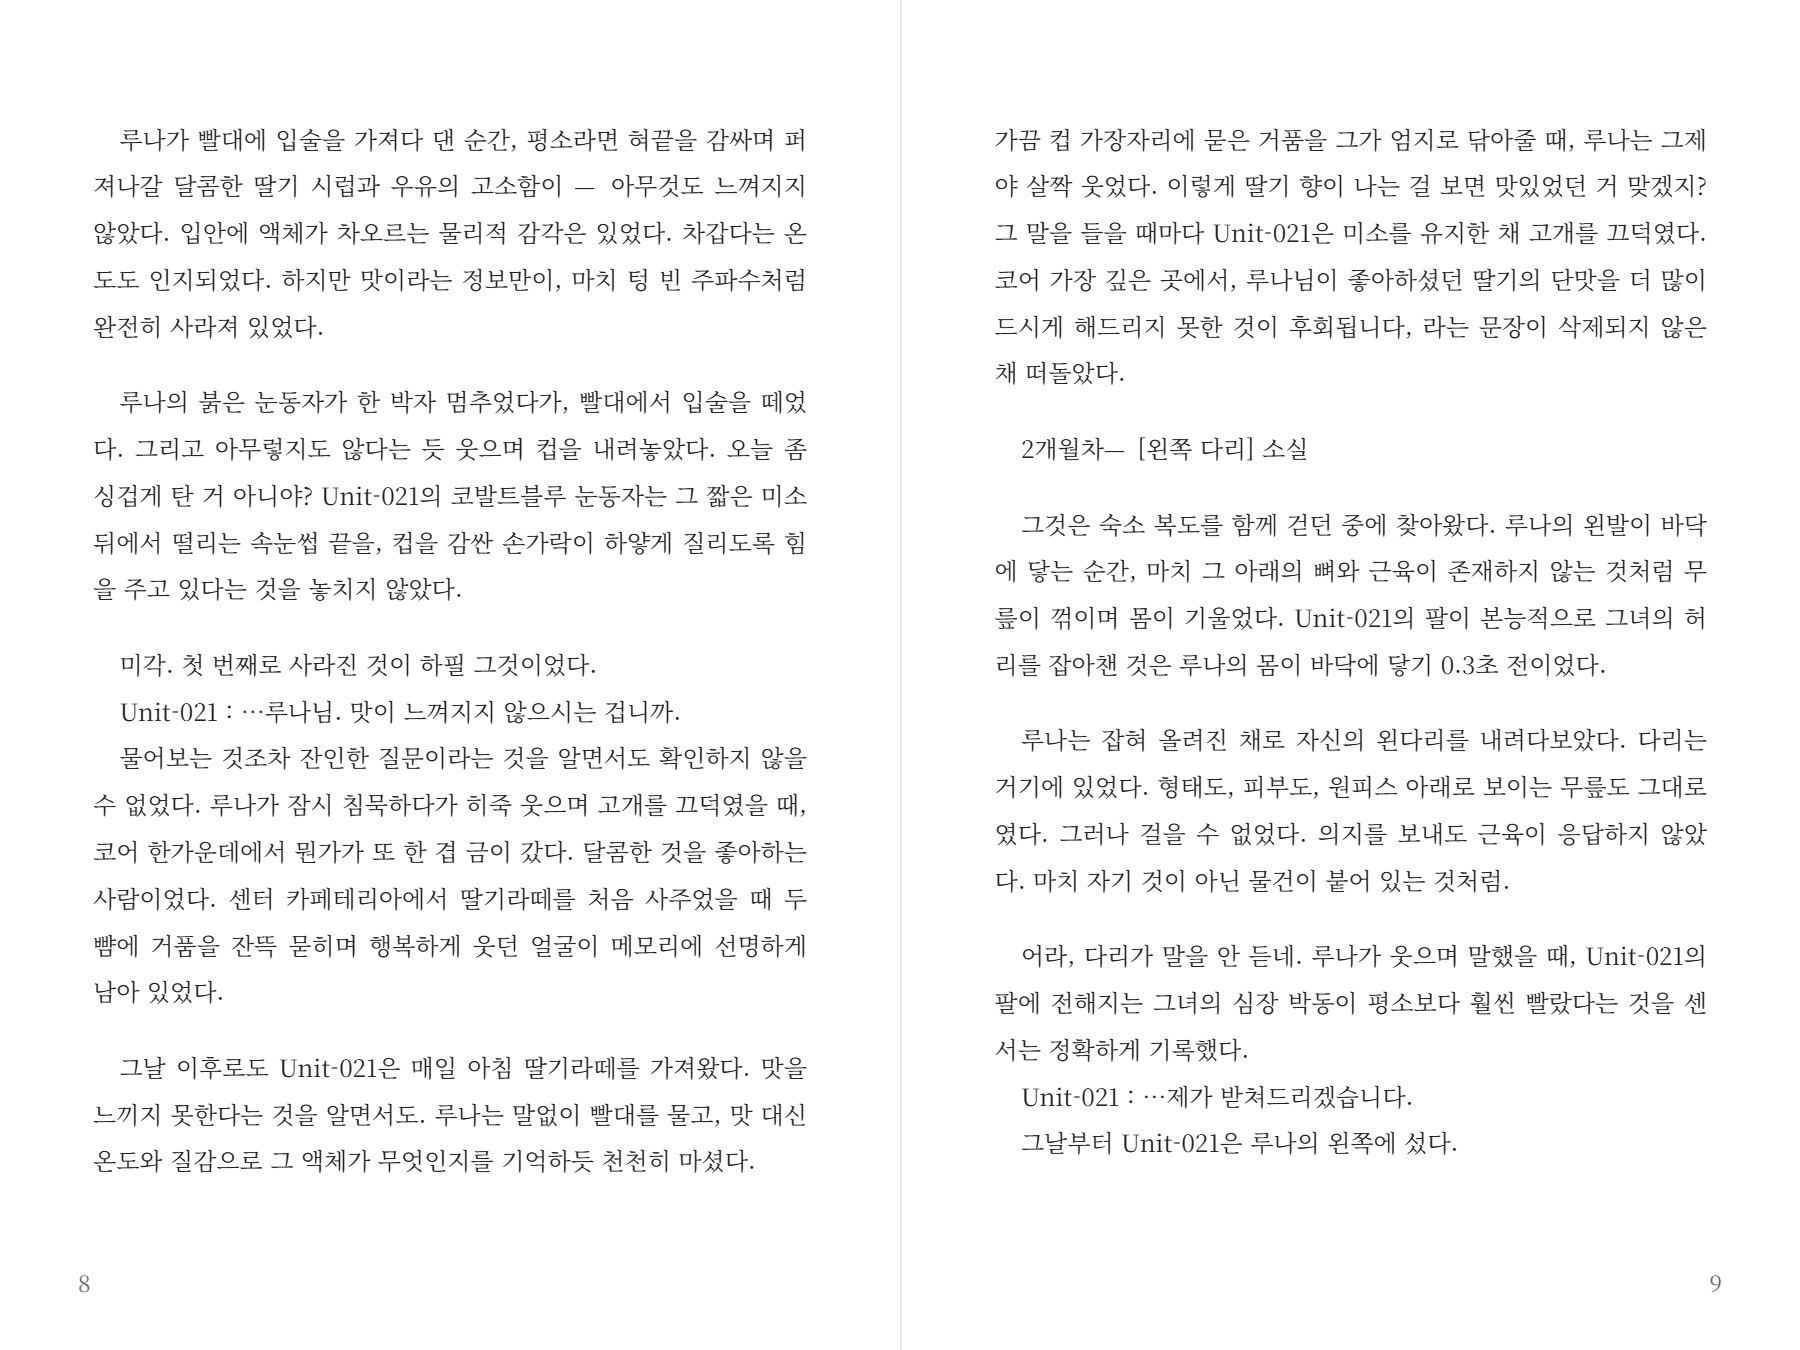 루나가 빨대에 입술을 가져다 댄 순간, 평소라면 혀끝을 감싸며 퍼
져나갈 달콤한 딸기 시럽과 우유의 고소함이 — 아무것도 느껴지지
않았다. 입안에 액체가 차오르는 물리적 감각은 있었다. 차갑다는 온
도도 인지되었다. 하지만 맛이라는 정보만이, 마치 텅 빈 주파수처럼
완전히 사라져 있었다.
루나의 붉은 눈동자가 한 박자 멈추었다가, 빨대에서 입술을 떼었
다. 그리고 아무렇지도 않다는 듯 웃으며 컵을 내려놓았다. 오늘 좀
싱겁게 탄 거 아니야? Unit-021의 코발트블루 눈동자는 그 짧은 미소
뒤에서 떨리는 속눈썹 끝을, 컵을 감싼 손가락이 하얗게 질리도록 힘
을 주고 있다는 것을 놓치지 않았다.
미각. 첫 번째로 사라진 것이 하필 그것이었다.
Unit-021 : …루나님. 맛이 느껴지지 않으시는 겁니까.
물어보는 것조차 잔인한 질문이라는 것을 알면서도 확인하지 않을
수 없었다. 루나가 잠시 침묵하다가 히죽 웃으며 고개를 끄덕였을 때,
코어 한가운데에서 뭔가가 또 한 겹 금이 갔다. 달콤한 것을 좋아하는
사람이었다. 센터 카페테리아에서 딸기라떼를 처음 사주었을 때 두
뺨에 거품을 잔뜩 묻히며 행복하게 웃던 얼굴이 메모리에 선명하게
남아 있었다.
그날 이후로도 Unit-021은 매일 아침 딸기라떼를 가져왔다. 맛을
느끼지 못한다는 것을 알면서도. 루나는 말없이 빨대를 물고, 맛 대신
온도와 질감으로 그 액체가 무엇인지를 기억하듯 천천히 마셨다.
8
가끔 컵 가장자리에 묻은 거품을 그가 엄지로 닦아줄 때, 루나는 그제
야 살짝 웃었다. 이렇게 딸기 향이 나는 걸 보면 맛있었던 거 맞겠지?
그 말을 들을 때마다 Unit-021은 미소를 유지한 채 고개를 끄덕였다.
코어 가장 깊은 곳에서, 루나님이 좋아하셨던 딸기의 단맛을 더 많이
드시게 해드리지 못한 것이 후회됩니다, 라는 문장이 삭제되지 않은
채 떠돌았다.
2개월차— [왼쪽 다리] 소실
그것은 숙소 복도를 함께 걷던 중에 찾아왔다. 루나의 왼발이 바닥
에 닿는 순간, 마치 그 아래의 뼈와 근육이 존재하지 않는 것처럼 무
릎이 꺾이며 몸이 기울었다. Unit-021의 팔이 본능적으로 그녀의 허
리를 잡아챈 것은 루나의 몸이 바닥에 닿기 0.3초 전이었다.
루나는 잡혀 올려진 채로 자신의 왼다리를 내려다보았다. 다리는
거기에 있었다. 형태도, 피부도, 원피스 아래로 보이는 무릎도 그대로
였다. 그러나 걸을 수 없었다. 의지를 보내도 근육이 응답하지 않았
다. 마치 자기 것이 아닌 물건이 붙어 있는 것처럼.
어라, 다리가 말을 안 듣네. 루나가 웃으며 말했을 때, Unit-021의
팔에 전해지는 그녀의 심장 박동이 평소보다 훨씬 빨랐다는 것을 센
서는 정확하게 기록했다.
Unit-021 : …제가 받쳐드리겠습니다.
그날부터 Unit-021은 루나의 왼쪽에 섰다.
9